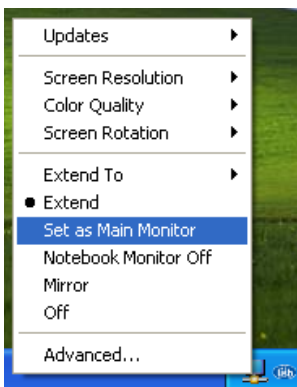 Updates
Screen Resolution
Color Quality
Screen Rotation
Extend To
Extend
Set as Main Monitor
Notebook Monitor Off
Mirror
Off
Advanced...